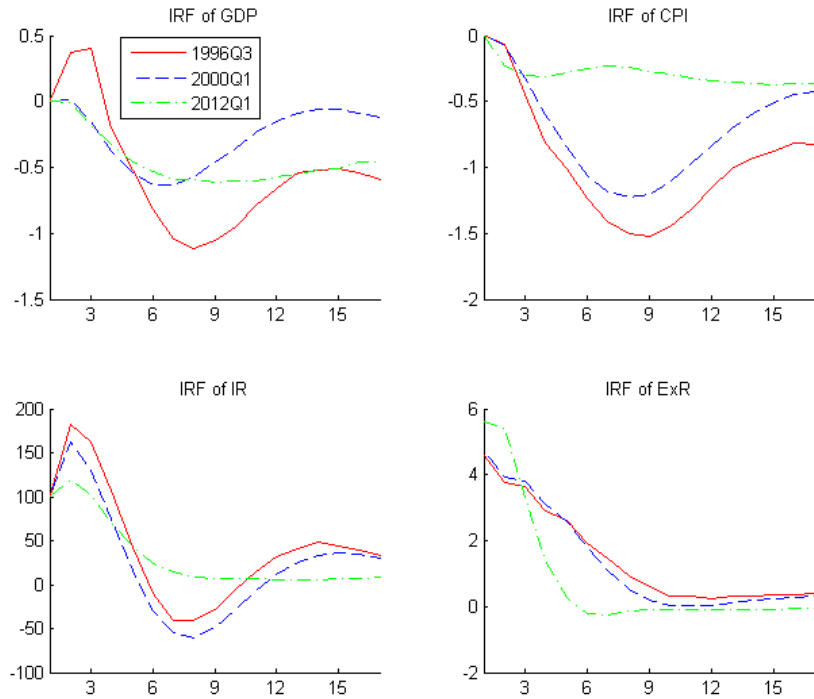 IRF of GDP
0.5
0
-0.5
-1
-1.5
3 6 9 12 15
1996Q3
2000Q1
2012Q1
IRF of CPI
0
-0.5
-1
-1.5
-2
3 6 9 12 15
IRF of IR
200
150
100
50
0
-50
-100
3 6 9 12 15
IRF of ExR
6
4
2
0
-2
3 6 9 12 15